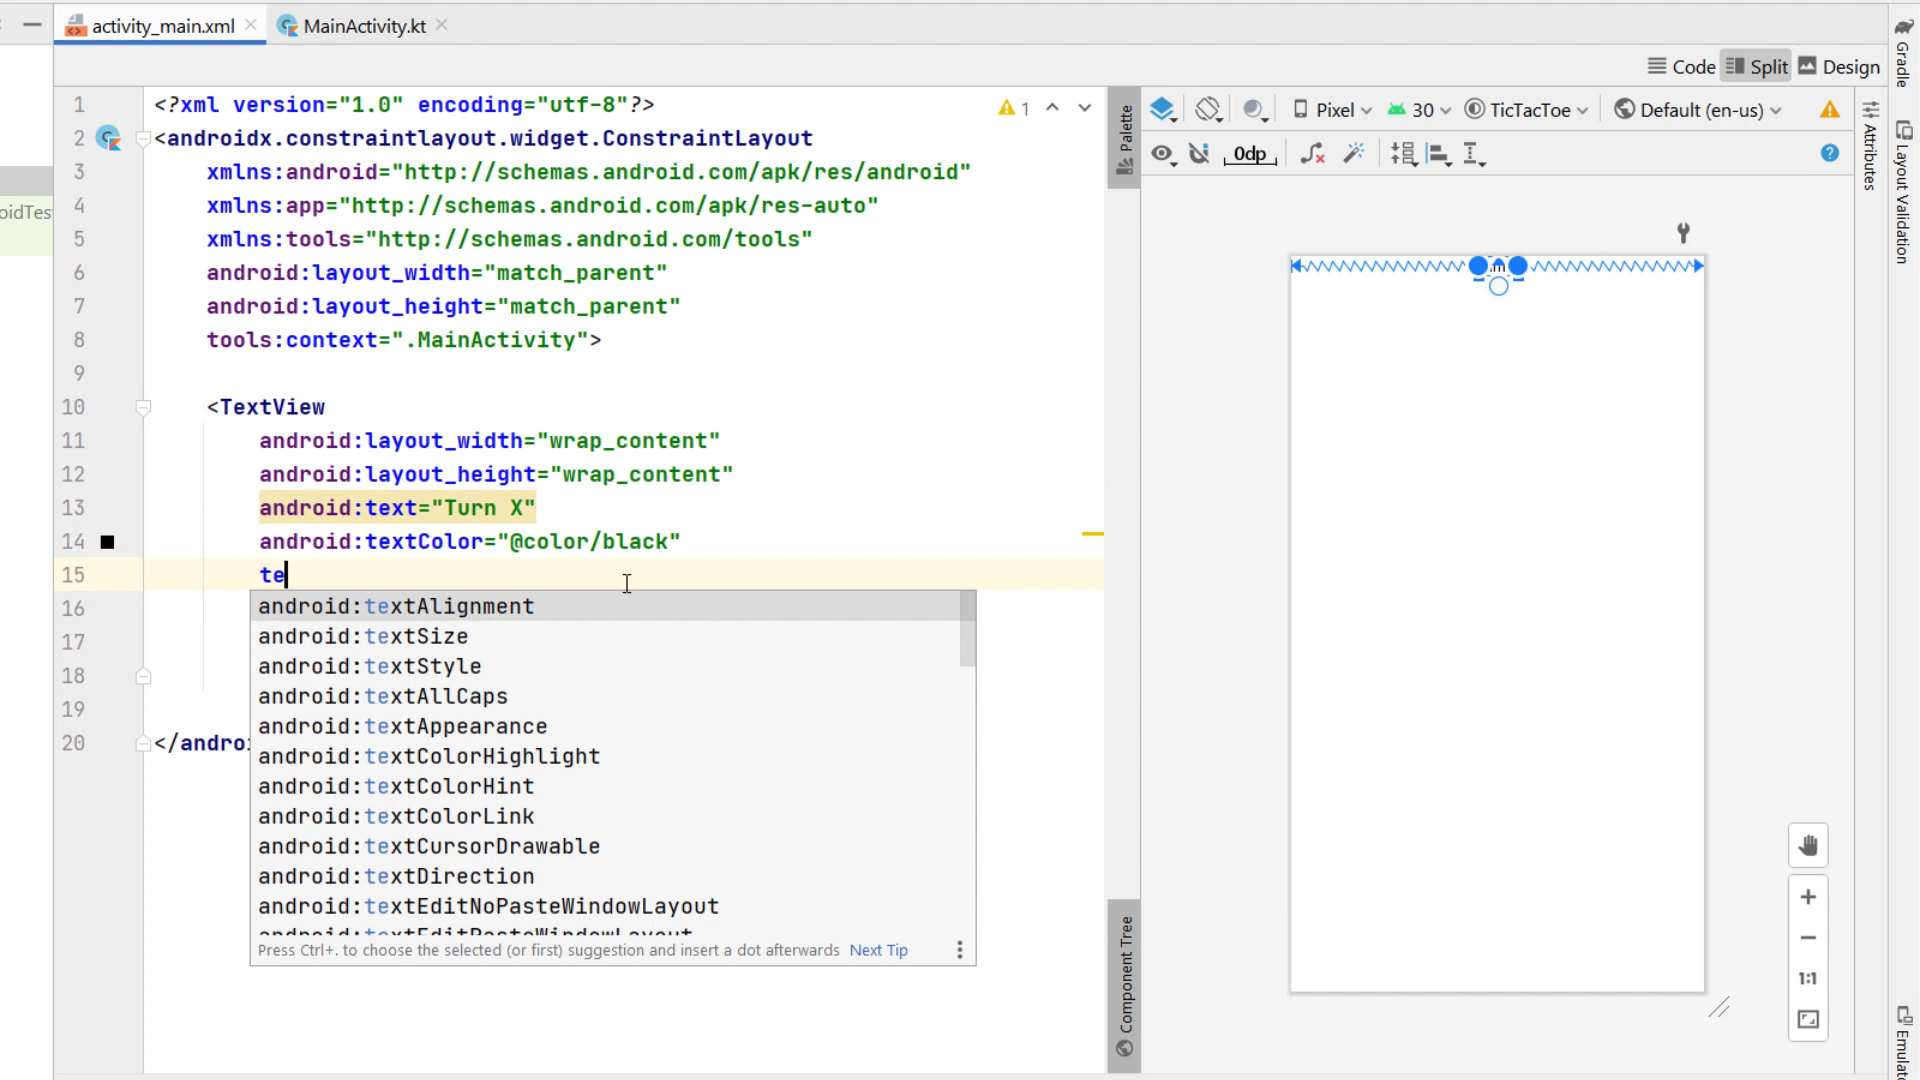 activity_main.xml
MainActivity.kt
Code
Split
Design
1 <?xml version="1.0" encoding="utf-8"?>
2 <androidx.constraintlayout.widget.ConstraintLayout
3 xmlns:android="http://schemas.android.com/apk/res/android"
4 xmlns:app="http://schemas.android.com/apk/res-auto"
5 xmlns:tools="http://schemas.android.com/tools"
6 android:layout_width="match_parent"
7 android:layout_height="match_parent"
8 tools:context=".MainActivity">
9
10 <TextView
11 android:layout_width="wrap_content"
12 android:layout_height="wrap_content"
13 android:text="Turn X"
14 android:textColor="@color/black"
15 te
16
17
18
19
20 </androi
1
android:textAlignment
android:textSize
android:textStyle
android:textAllCaps
android:textAppearance
android:textColorHighlight
android:textColorHint
android:textColorLink
android:textCursorDrawable
android:textDirection
android:textEditNoPasteWindowLayout
android:textEditPasteWindowLayout
Press Ctrl+. to choose the selected (or first) suggestion and insert a dot afterwards Next Tip
oidTes
Palette
Component Tree
Pixel
30
TicTacToe
Default (en-us)
0dp
1:1
Attributes
Gradle
Layout Validation
Emulat